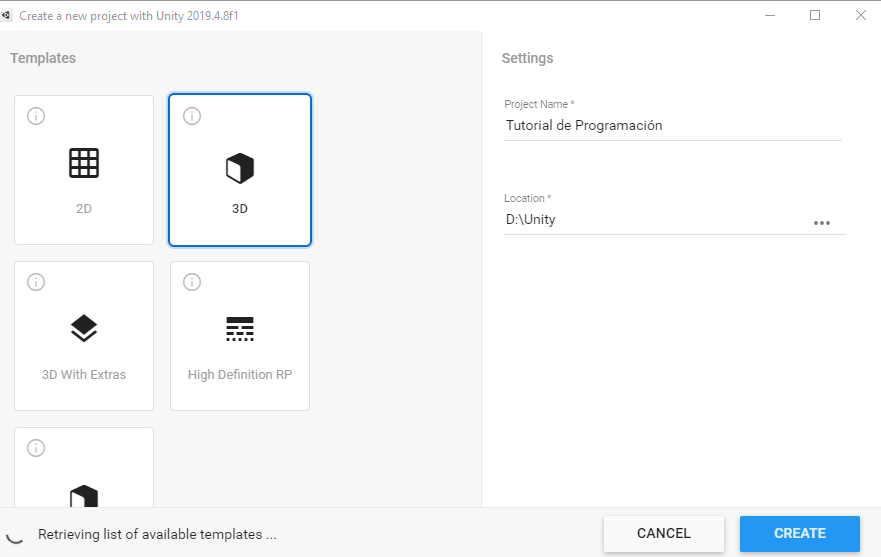 Create a new project with Unity 2019.4.8f1
Templates
2D
3D
3D With Extras
High Definition RP
Settings
Project Name *
Tutorial de Programación
Location *
D:\Unity
...
Retrieving list of available templates ...
CANCEL
CREATE